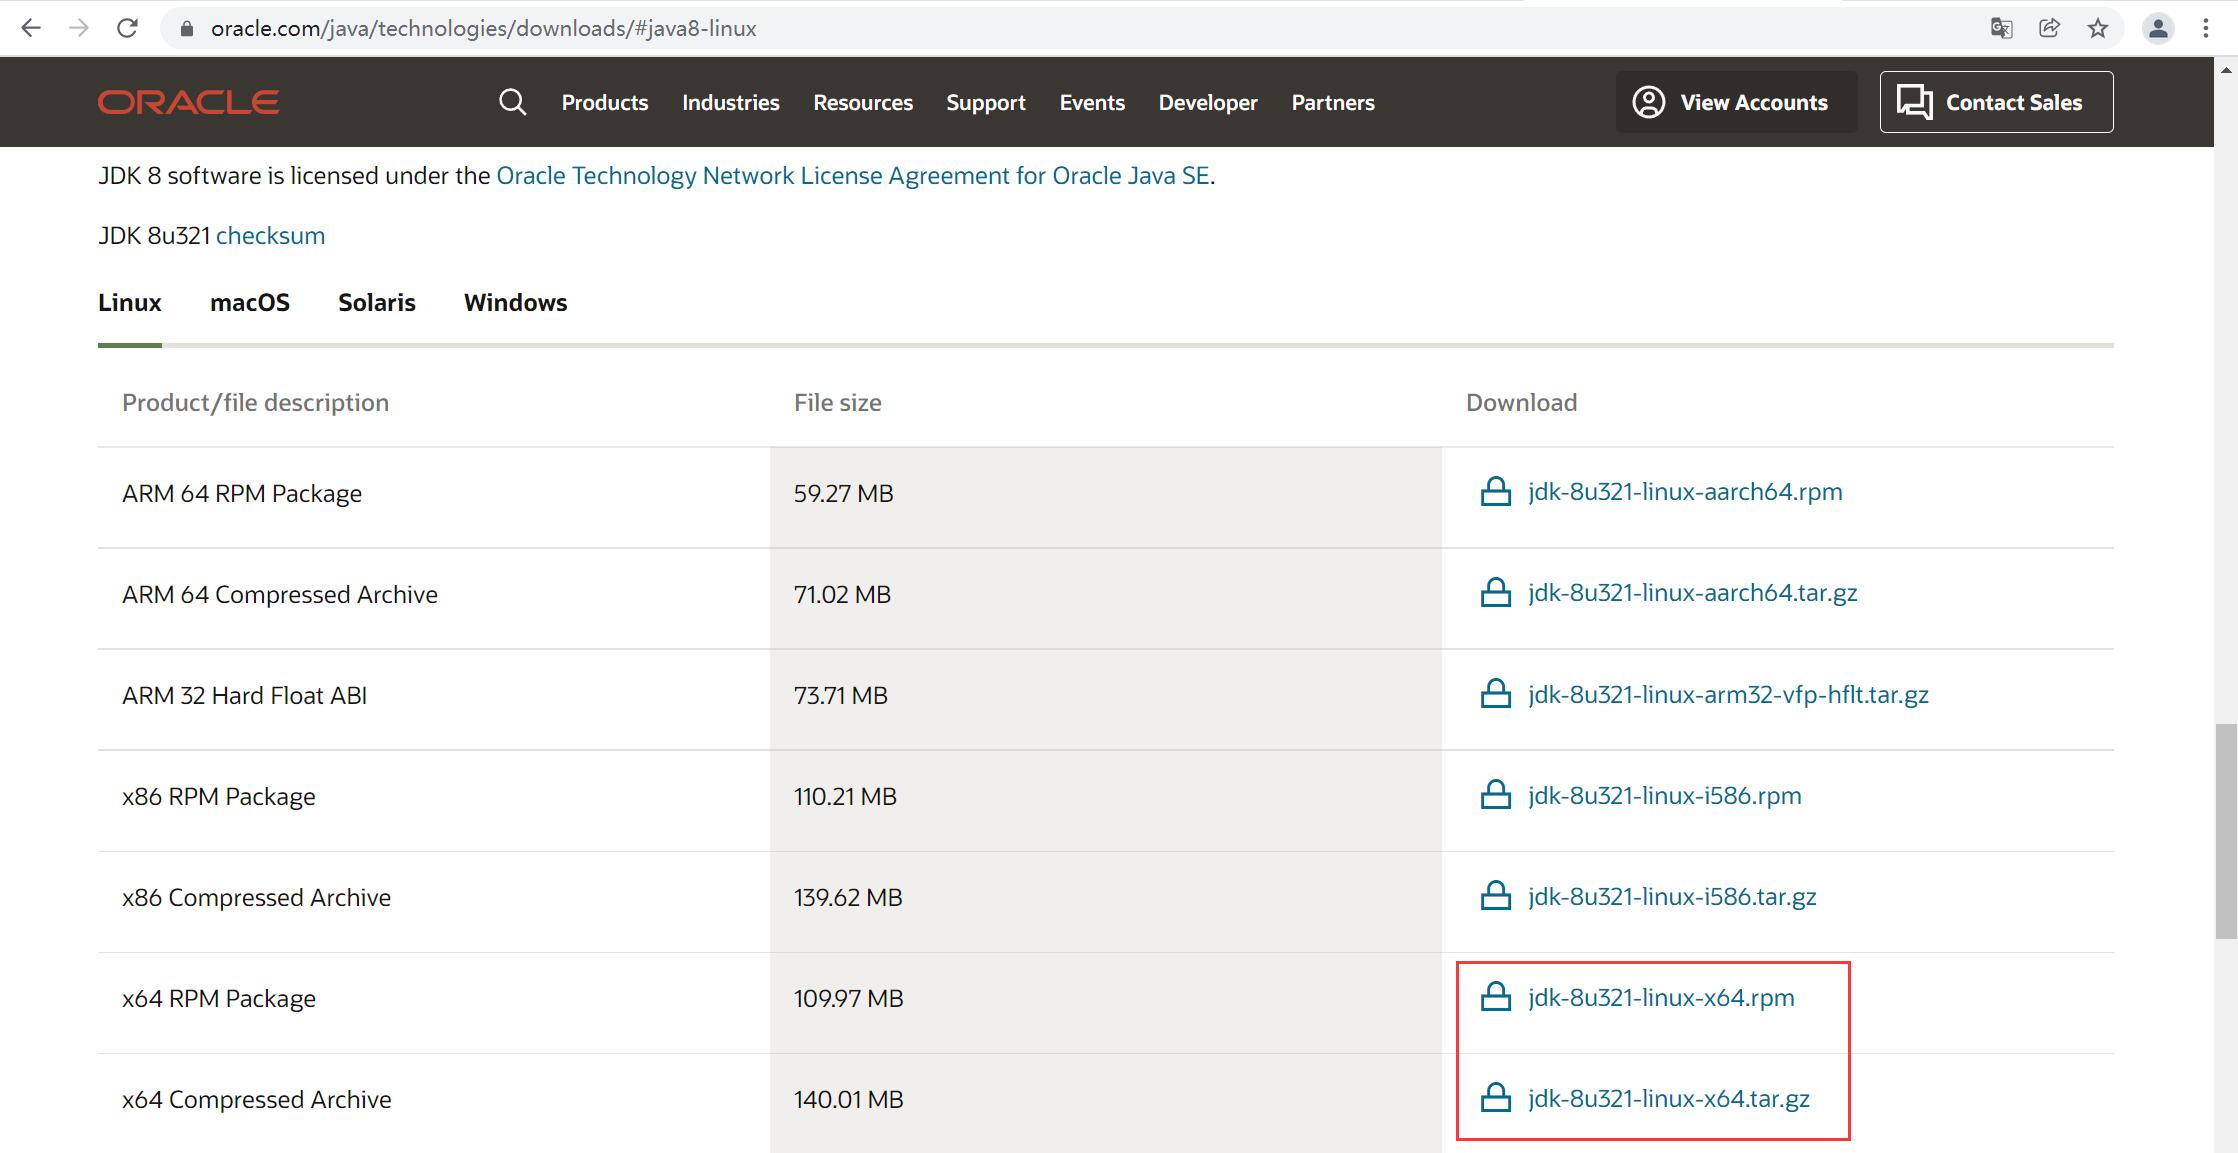 oracle.com/java/technologies/downloads/#java8-linux
ORACLE Products Industries Resources Support Events Developer Partners View Accounts Contact Sales
JDK 8 software is licensed under the Oracle Technology Network License Agreement for Oracle Java SE.
JDK 8u321 checksum
Linux macOS Solaris Windows
Product/file description File size Download
ARM 64 RPM Package 59.27 MB jdk-8u321-linux-aarch64.rpm
ARM 64 Compressed Archive 71.02 MB jdk-8u321-linux-aarch64.tar.gz
ARM 32 Hard Float ABI 73.71 MB jdk-8u321-linux-arm32-vfp-hflt.tar.gz
x86 RPM Package 110.21 MB jdk-8u321-linux-i586.rpm
x86 Compressed Archive 139.62 MB jdk-8u321-linux-i586.tar.gz
x64 RPM Package 109.97 MB jdk-8u321-linux-x64.rpm
x64 Compressed Archive 140.01 MB jdk-8u321-linux-x64.tar.gz